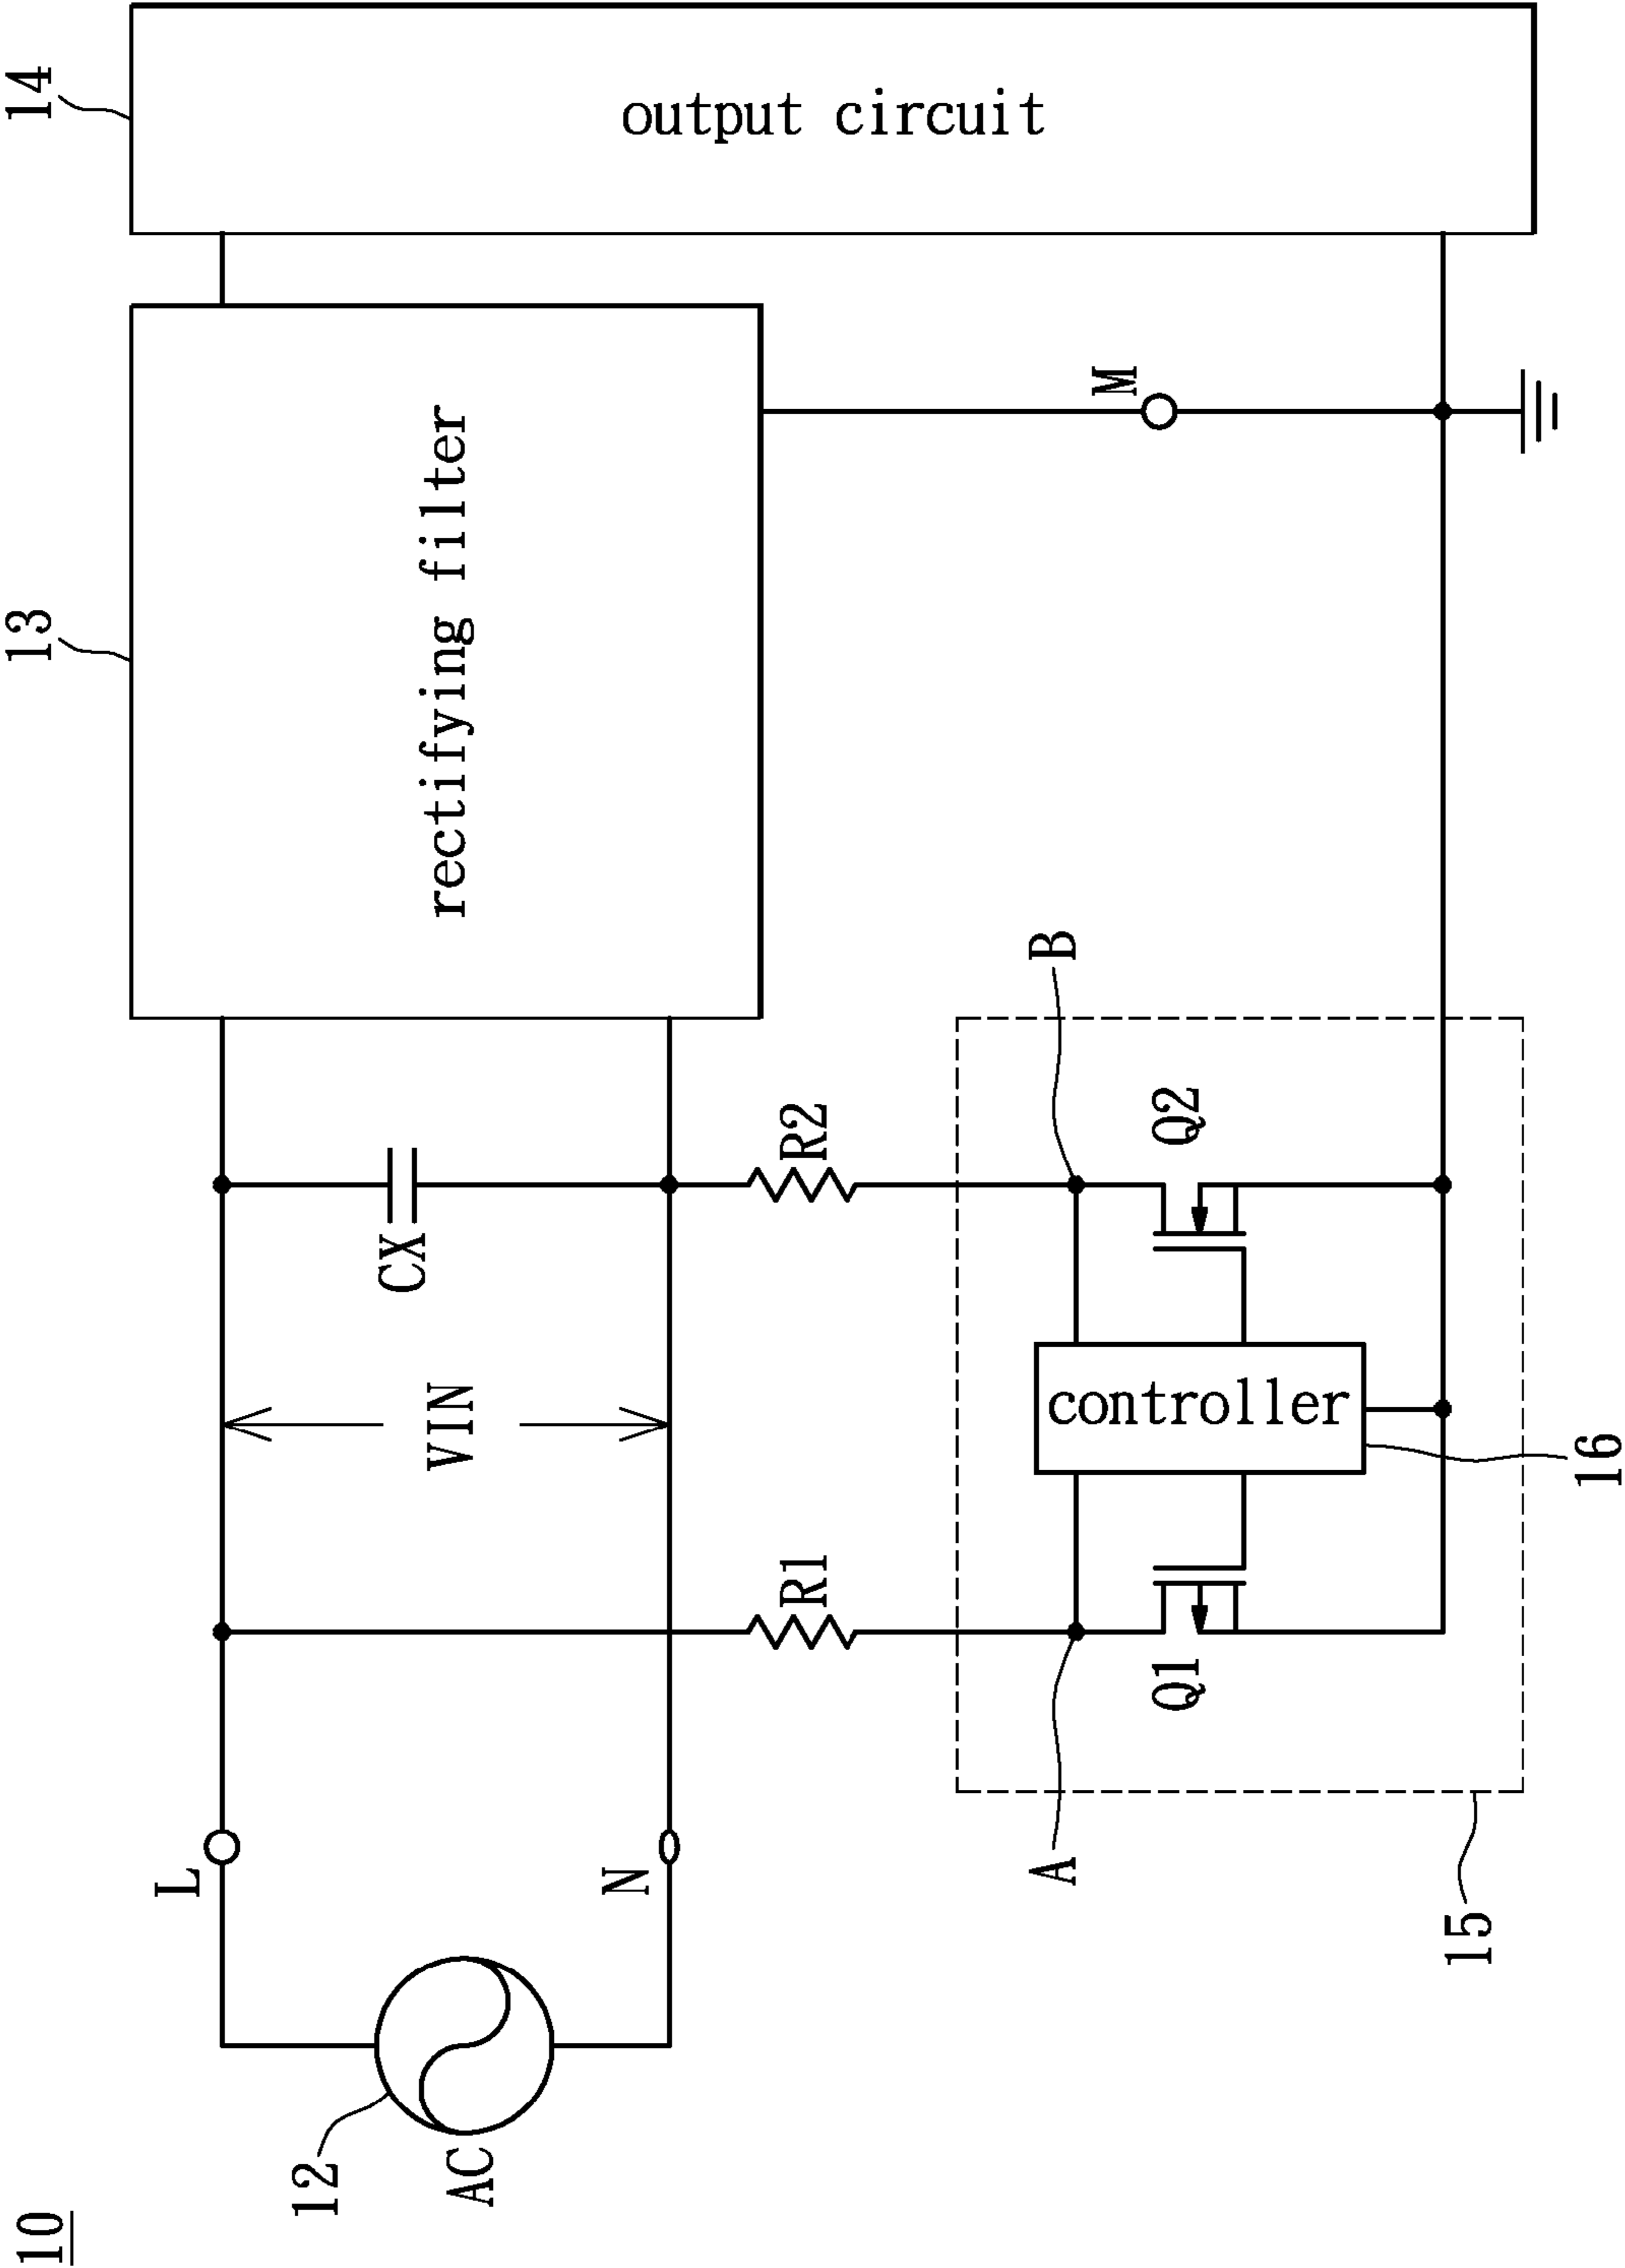 10
12
AC
L
N
VIN
CX
R1
R2
13
rectifying filter
14
output circuit
M
A
B
Q1
Q2
controller
15
16